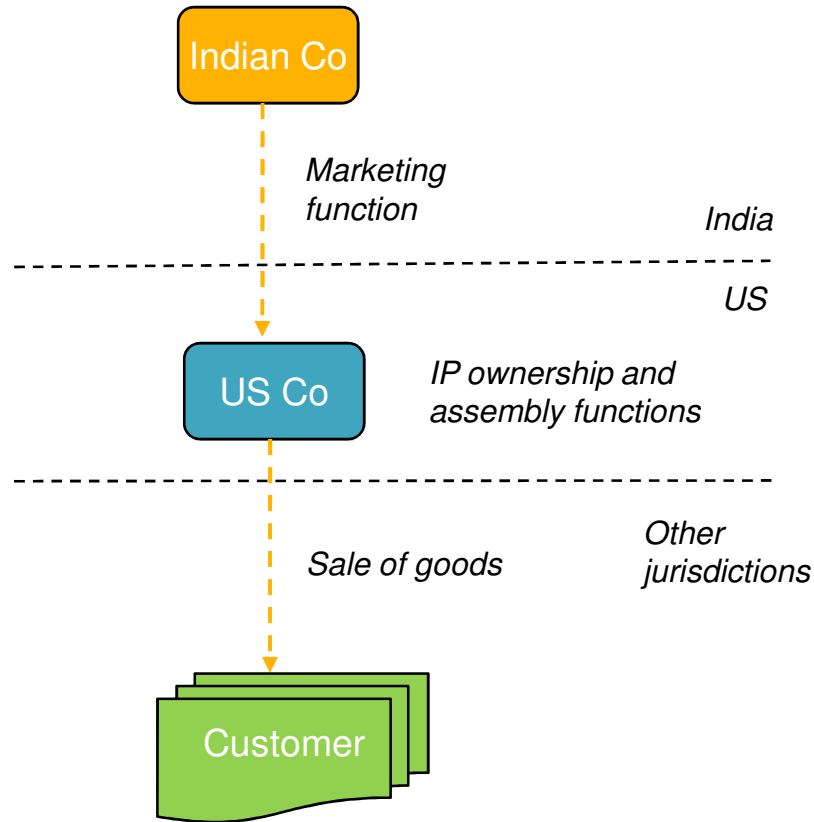 Indian Co
Marketing
function
India
US
US Co
IP ownership and
assembly functions
Other
jurisdictions
Sale of goods
Customer